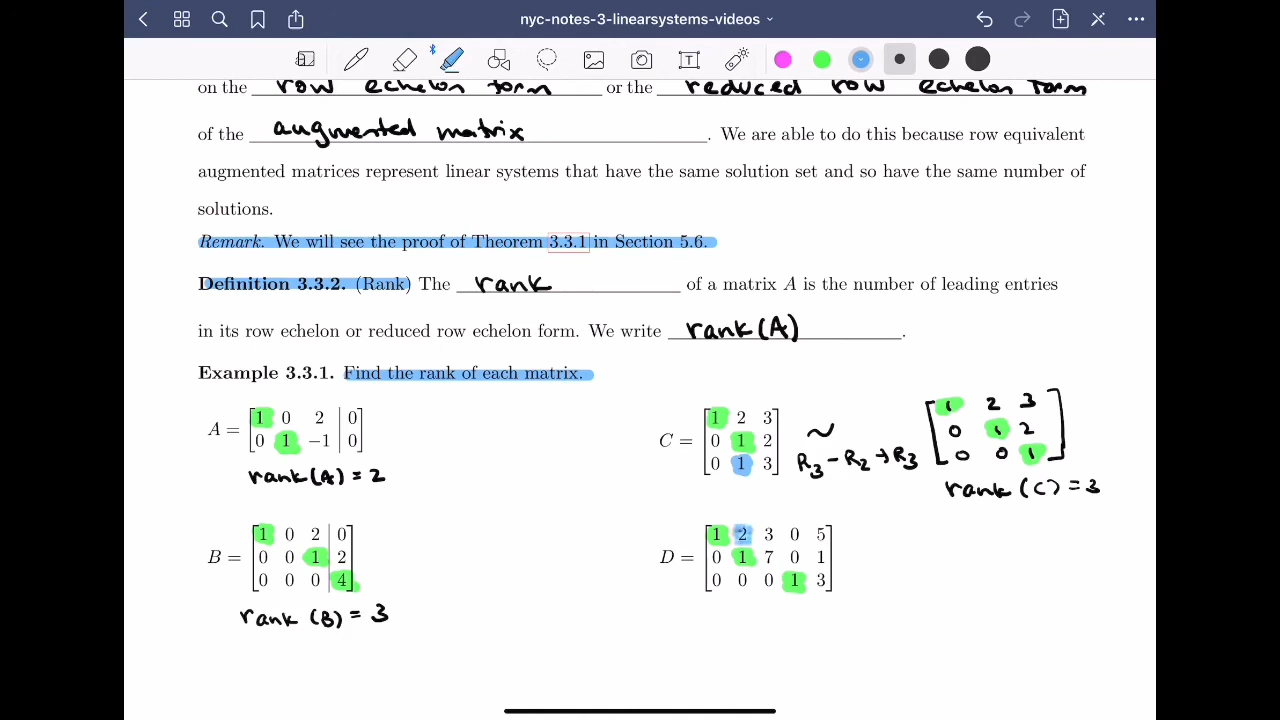 nyc-notes-3-linearsystems-videos
on the row echelon form or the reduced row echelon form
of the augmented matrix. We are able to do this because row equivalent
augmented matrices represent linear systems that have the same solution set and so have the same number of
solutions.
Remark. We will see the proof of Theorem 3.3.1 in Section 5.6.
Definition 3.3.2. (Rank) The rank of a matrix A is the number of leading entries
in its row echelon or reduced row echelon form. We write rank(A).
Example 3.3.1. Find the rank of each matrix.
A = [1 0 2 | 0
0 1 −1 | 0]
rank(A) = 2
C = [1 2 3
0 1 2
0 1 3]
~
R3 − R2 → R3
[1 2 3
0 1 2
0 0 1]
rank(C) = 3
B = [1 0 2 | 0
0 0 1 | 2
0 0 0 | 4]
rank(B) = 3
D = [1 2 3 0 5
0 1 7 0 1
0 0 0 1 3]